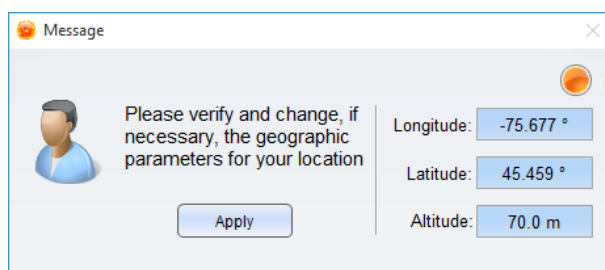 Message
Please verify and change, if
necessary, the geographic
parameters for your location
Apply
Longitude: -75.677 °
Latitude: 45.459 °
Altitude: 70.0 m